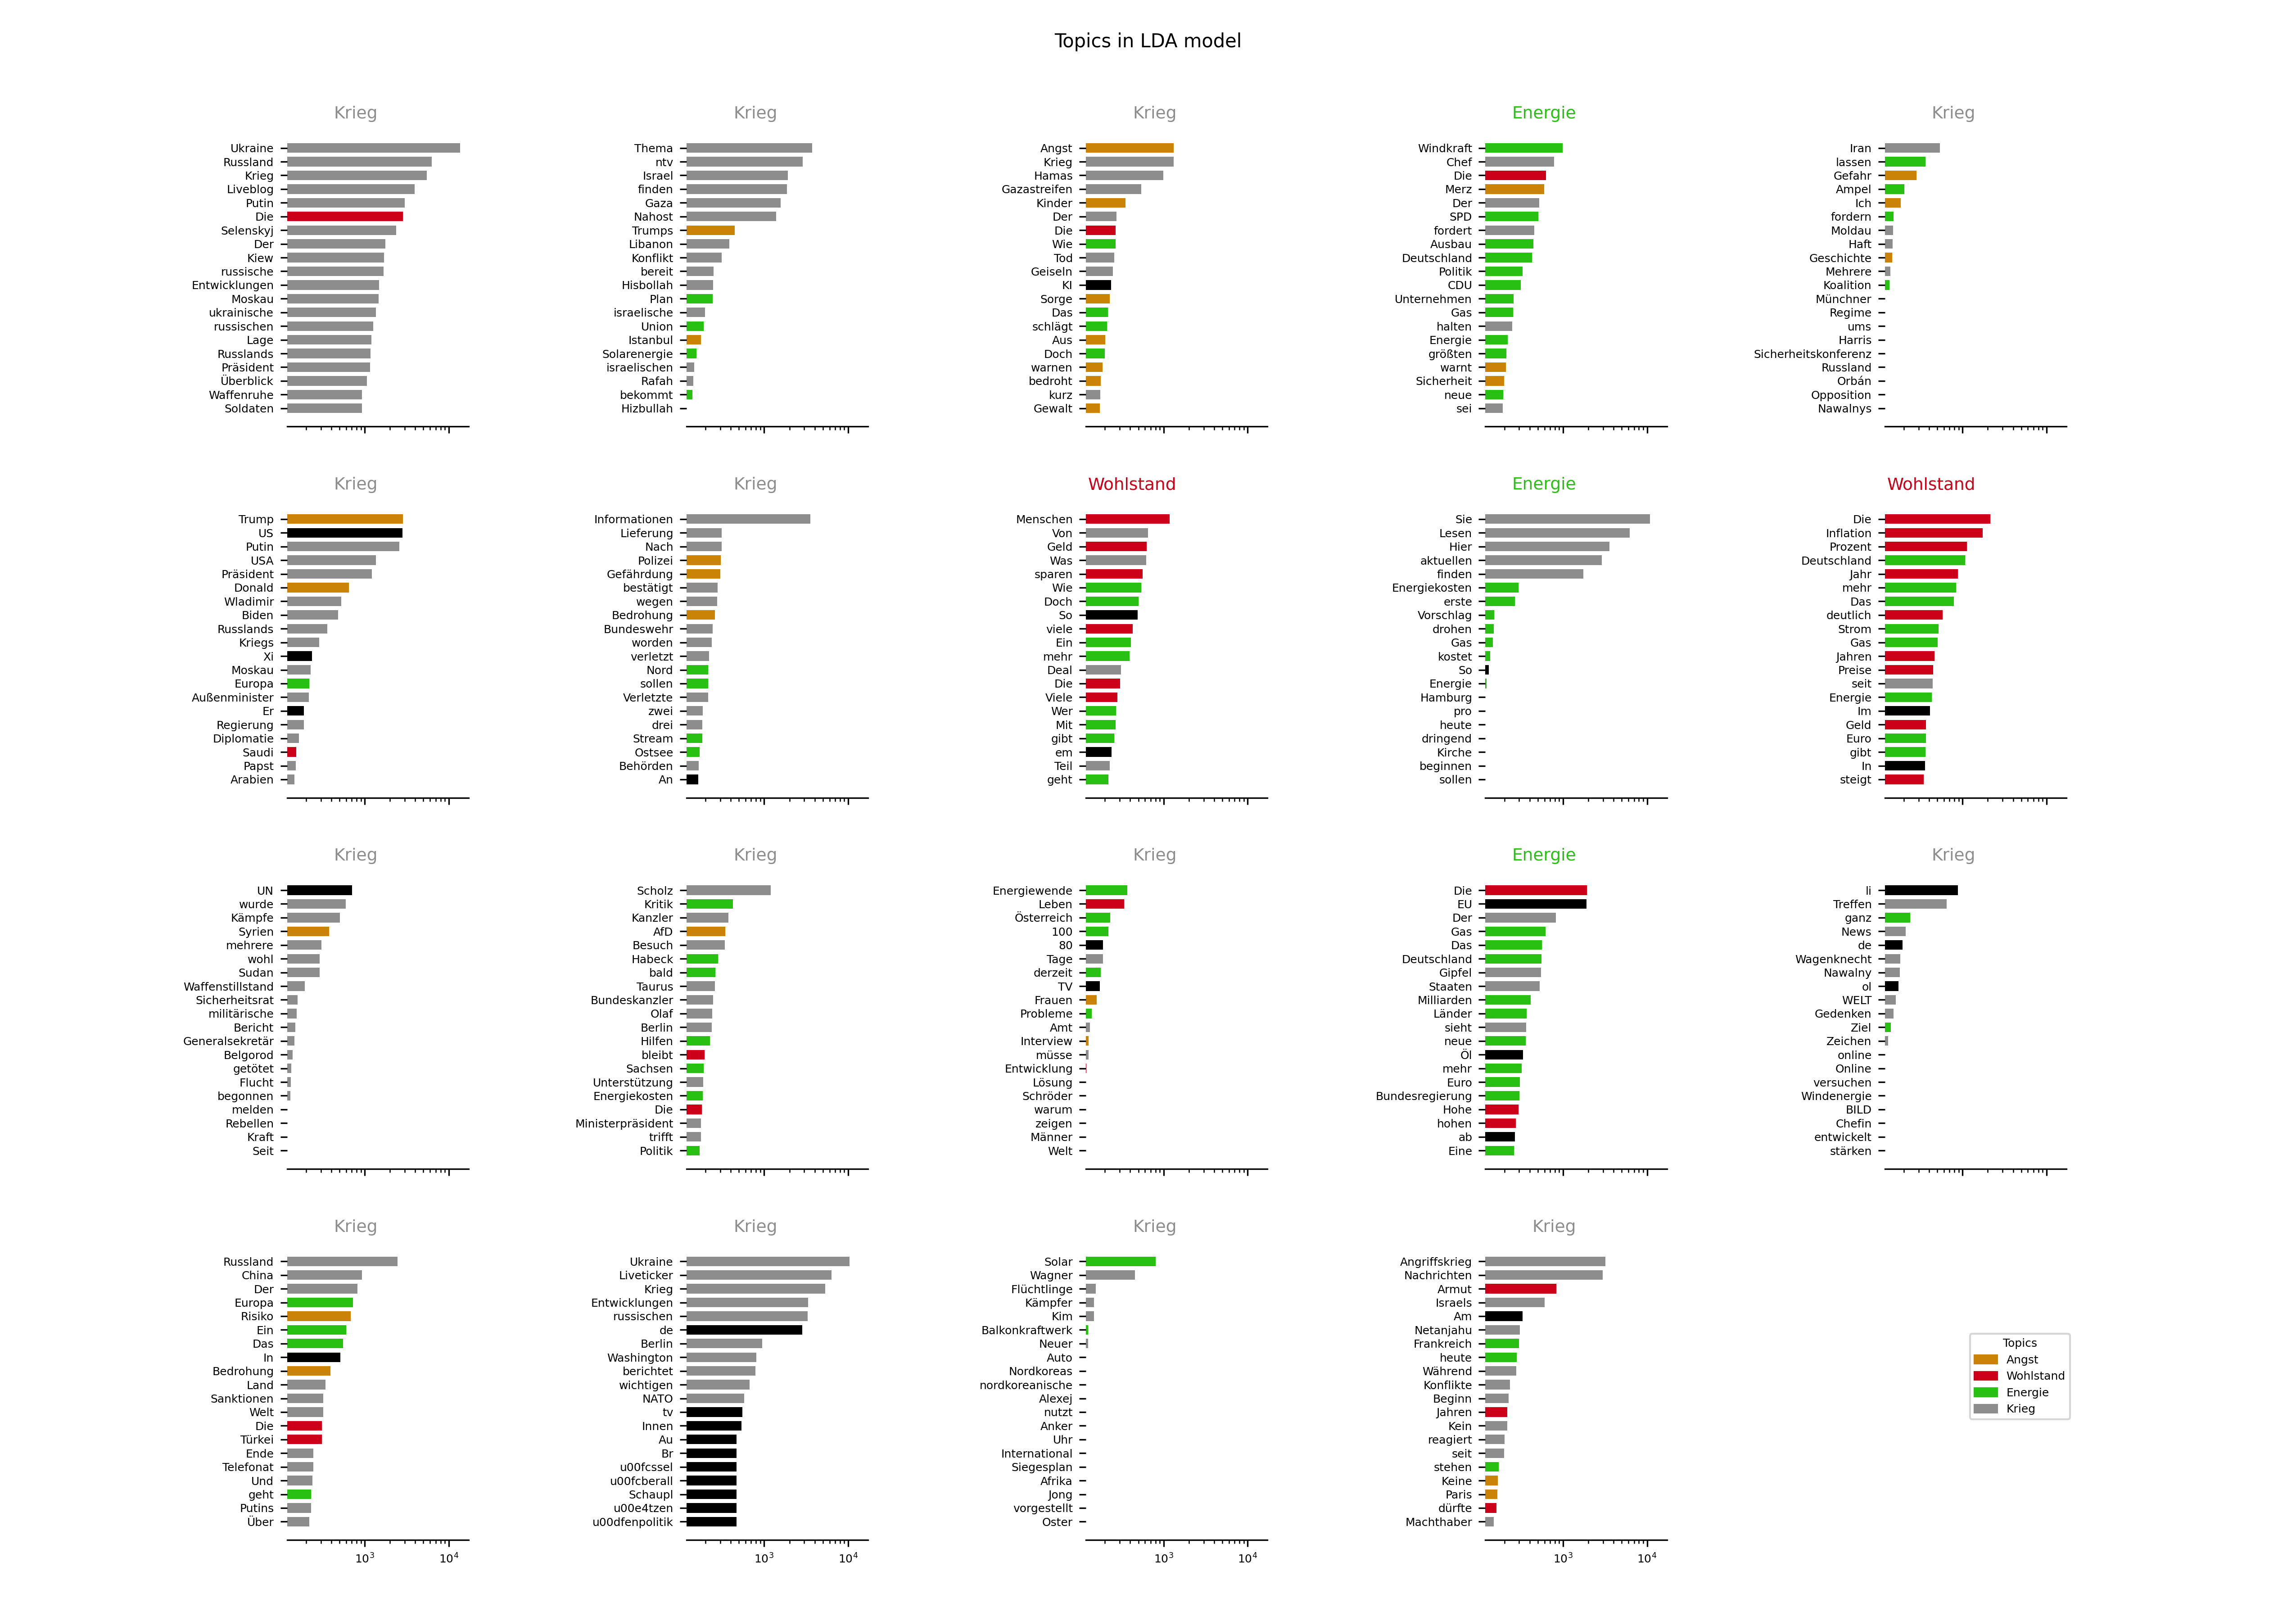 Topics in LDA model
Krieg
Ukraine
Russland
Krieg
Liveblog
Putin
Die
Selenskyj
Der
Kiew
russische
Entwicklungen
Moskau
ukrainische
russischen
Lage
Russlands
Präsident
Überblick
Waffenruhe
Soldaten
Krieg
Thema
ntv
Israel
finden
Gaza
Nahost
Trumps
Libanon
Konflikt
bereit
Hisbollah
Plan
israelische
Union
Istanbul
Solarenergie
israelischen
Rafah
bekommt
Hizbullah
Krieg
Angst
Krieg
Hamas
Gazastreifen
Kinder
Der
Die
Wie
Tod
Geiseln
KI
Sorge
Das
schlägt
Aus
Doch
warnen
bedroht
kurz
Gewalt
Energie
Windkraft
Chef
Die
Merz
Der
SPD
fordert
Ausbau
Deutschland
Politik
CDU
Unternehmen
Gas
halten
Energie
größten
warnt
Sicherheit
neue
sei
Krieg
Iran
lassen
Gefahr
Ampel
Ich
fordern
Moldau
Haft
Geschichte
Mehrere
Koalition
Münchner
Regime
ums
Harris
Sicherheitskonferenz
Russland
Orbán
Opposition
Nawalnys
Krieg
Trump
US
Putin
USA
Präsident
Donald
Wladimir
Biden
Russlands
Kriegs
Xi
Moskau
Europa
Außenminister
Er
Regierung
Diplomatie
Saudi
Papst
Arabien
Krieg
Informationen
Lieferung
Nach
Polizei
Gefährdung
bestätigt
wegen
Bedrohung
Bundeswehr
worden
verletzt
Nord
sollen
Verletzte
zwei
drei
Stream
Ostsee
Behörden
An
Wohlstand
Menschen
Von
Geld
Was
sparen
Wie
Doch
So
viele
Ein
mehr
Deal
Die
Viele
Wer
Mit
gibt
em
Teil
geht
Energie
Sie
Lesen
Hier
aktuellen
finden
Energiekosten
erste
Vorschlag
drohen
Gas
kostet
So
Energie
Hamburg
pro
heute
dringend
Kirche
beginnen
sollen
Wohlstand
Die
Inflation
Prozent
Deutschland
Jahr
mehr
Das
deutlich
Strom
Gas
Jahren
Preise
seit
Energie
Im
Geld
Euro
gibt
In
steigt
Krieg
UN
wurde
Kämpfe
Syrien
mehrere
wohl
Sudan
Waffenstillstand
Sicherheitsrat
militärische
Bericht
Generalsekretär
Belgorod
getötet
Flucht
begonnen
melden
Rebellen
Kraft
Seit
Krieg
Scholz
Kritik
Kanzler
AfD
Besuch
Habeck
bald
Taurus
Bundeskanzler
Olaf
Berlin
Hilfen
bleibt
Sachsen
Unterstützung
Energiekosten
Die
Ministerpräsident
trifft
Politik
Krieg
Energiewende
Leben
Österreich
100
80
Tage
derzeit
TV
Frauen
Probleme
Amt
Interview
müsse
Entwicklung
Lösung
Schröder
warum
zeigen
Männer
Welt
Energie
Die
EU
Der
Gas
Das
Deutschland
Gipfel
Staaten
Milliarden
Länder
sieht
neue
Öl
mehr
Euro
Bundesregierung
Hohe
hohen
ab
Eine
Krieg
li
Treffen
ganz
News
de
Wagenknecht
Nawalny
ol
WELT
Gedenken
Ziel
Zeichen
online
Online
versuchen
Windenergie
BILD
Chefin
entwickelt
stärken
Krieg
Russland
China
Der
Europa
Risiko
Ein
Das
In
Bedrohung
Land
Sanktionen
Welt
Die
Türkei
Ende
Telefonat
Und
geht
Putins
Über
10³ 10⁴
Krieg
Ukraine
Liveticker
Krieg
Entwicklungen
russischen
de
Berlin
Washington
berichtet
wichtigen
NATO
tv
Innen
Au
Br
u00fcssel
u00fcberall
Schaupl
u00e4tzen
u00dfenpolitik
10³ 10⁴
Krieg
Solar
Wagner
Flüchtlinge
Kämpfer
Kim
Balkonkraftwerk
Neuer
Auto
Nordkoreas
nordkoreanische
Alexej
nutzt
Anker
Uhr
International
Siegesplan
Afrika
Jong
vorgestellt
Oster
10³ 10⁴
Krieg
Angriffskrieg
Nachrichten
Armut
Israels
Am
Netanjahu
Frankreich
heute
Während
Konflikte
Beginn
Jahren
Kein
reagiert
seit
stehen
Keine
Paris
dürfte
Machthaber
10³ 10⁴
Topics
Angst
Wohlstand
Energie
Krieg